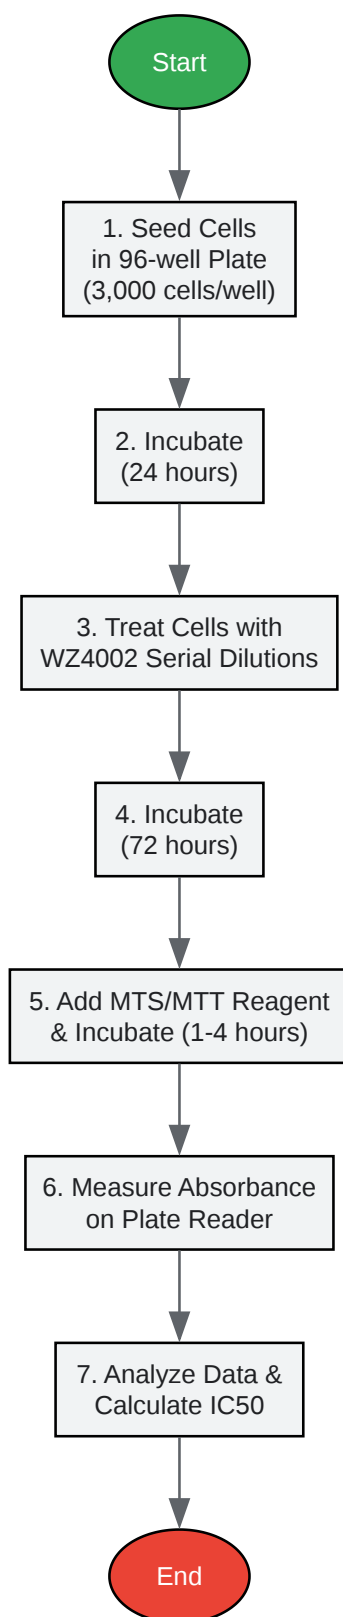 Start
1. Seed Cells
in 96-well Plate
(3,000 cells/well)
2. Incubate
(24 hours)
3. Treat Cells with
WZ4002 Serial Dilutions
4. Incubate
(72 hours)
5. Add MTS/MTT Reagent
& Incubate (1-4 hours)
6. Measure Absorbance
on Plate Reader
7. Analyze Data &
Calculate IC50
End